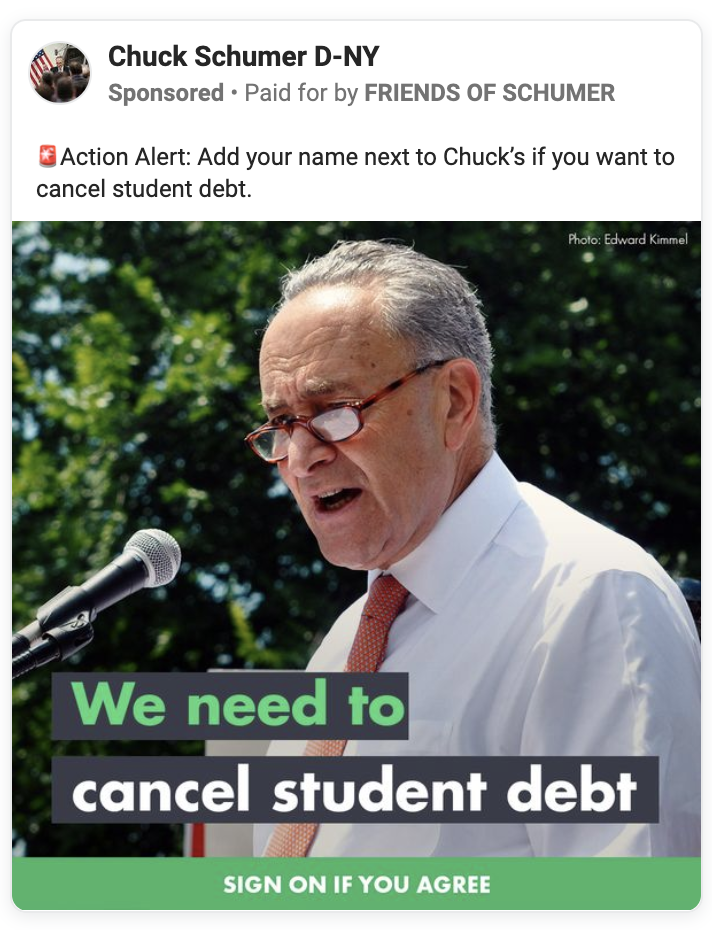 Chuck Schumer D-NY
Sponsored • Paid for by FRIENDS OF SCHUMER
🚨Action Alert: Add your name next to Chuck’s if you want to
cancel student debt.
Photo: Edward Kimmel
We need to
cancel student debt
SIGN ON IF YOU AGREE